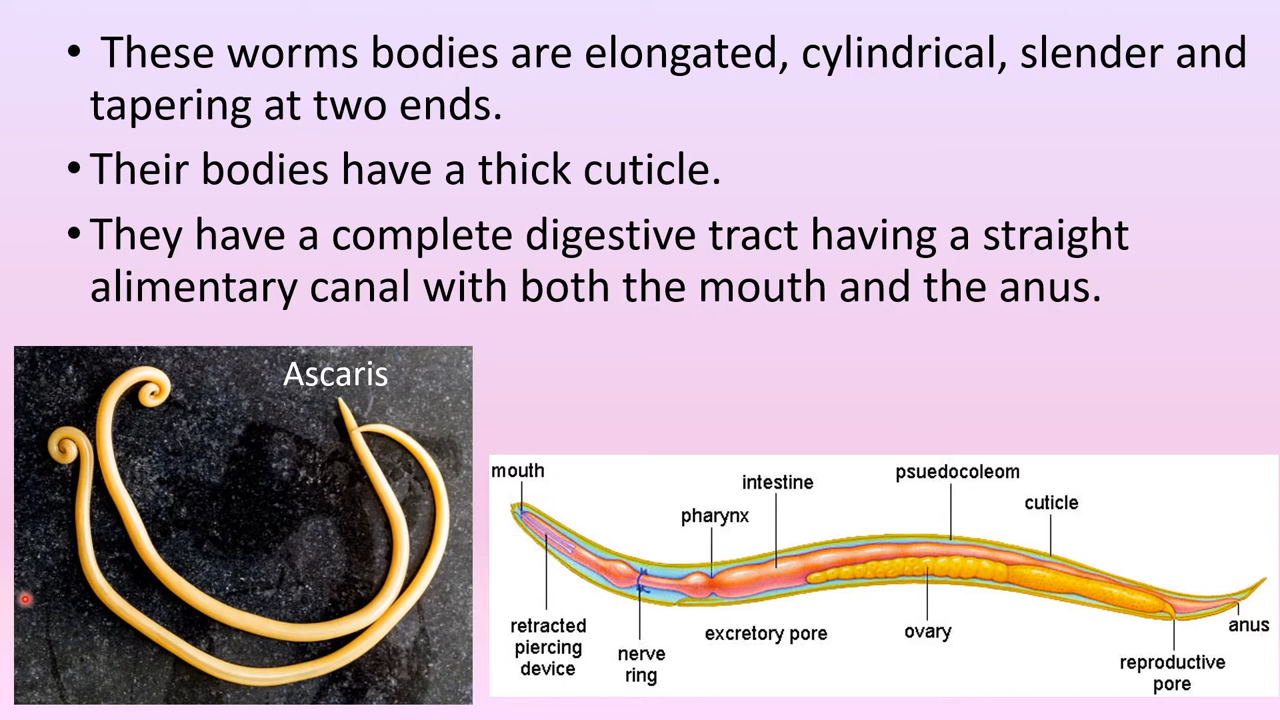 • These worms bodies are elongated, cylindrical, slender and
tapering at two ends.
• Their bodies have a thick cuticle.
• They have a complete digestive tract having a straight
alimentary canal with both the mouth and the anus.
Ascaris
mouth
intestine
psuedocoleom
pharynx
cuticle
retracted
piercing
device
nerve
ring
excretory pore
ovary
reproductive
pore
anus